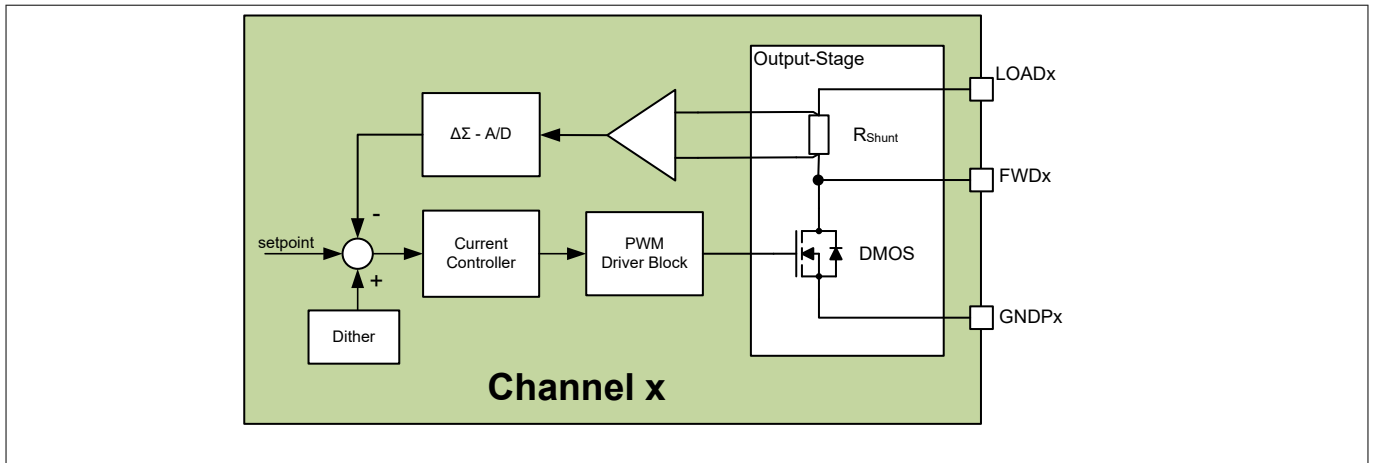 Output-Stage
LOADx
ΔΣ - A/D
RShunt
FWDx
-
setpoint
Current
Controller
PWM
Driver Block
DMOS
+
Dither
GNDPx
Channel x